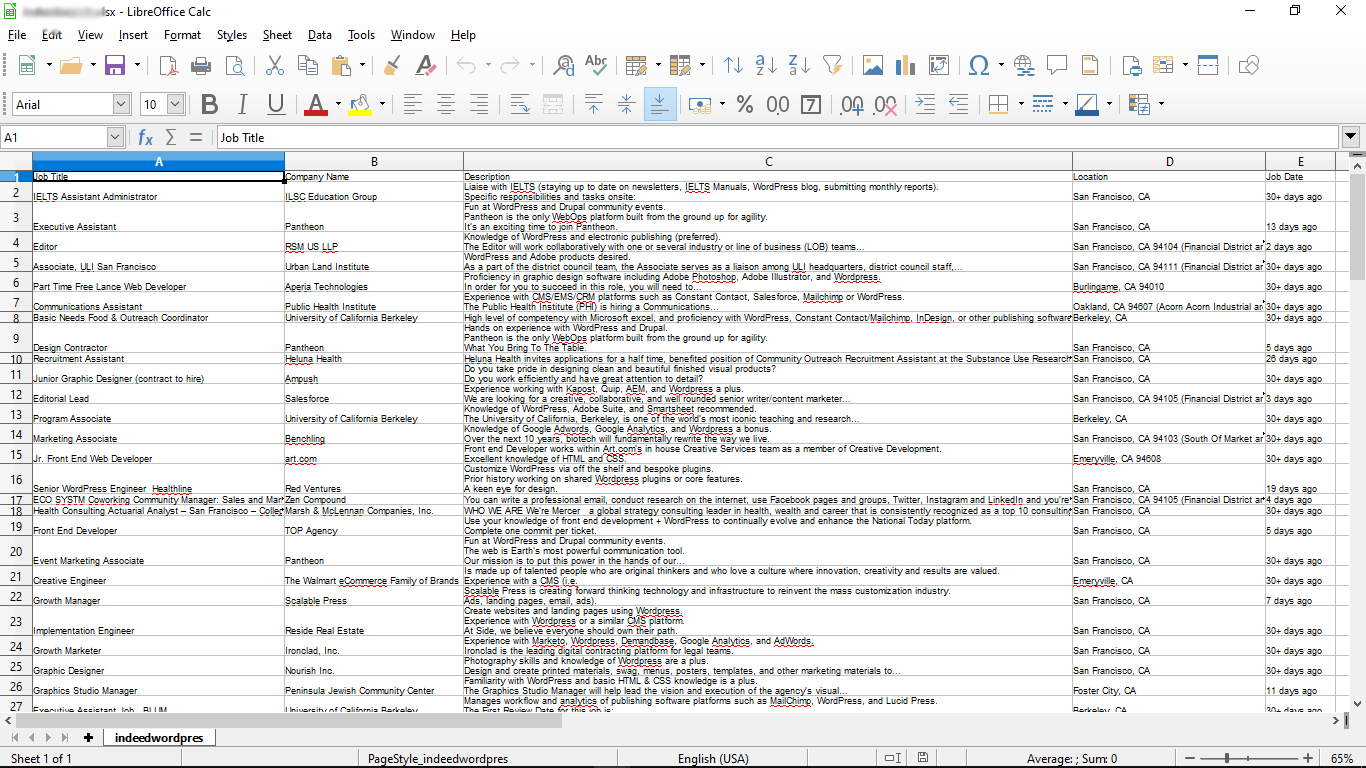 sx - LibreOffice Calc
File Edit View Insert Format Styles Sheet Data Tools Window Help
Arial 10
A1 Job Title
A B C D E
1 Job Title Company Name Description Location Job Date
Liaise with IELTS (staying up to date on newsletters, IELTS Manuals, WordPress blog, submitting monthly reports).
2 IELTS Assistant Administrator ILSC Education Group Specific responsibilities and tasks onsite: San Francisco, CA 30+ days ago
Fun at WordPress and Drupal community events.
Pantheon is the only WebOps platform built from the ground up for agility.
3 Executive Assistant Pantheon It's an exciting time to join Pantheon. San Francisco, CA 13 days ago
Knowledge of WordPress and electronic publishing (preferred).
4 Editor RSM US LLP The Editor will work collaboratively with one or several industry or line of business (LOB) teams... San Francisco, CA 94104 (Financial District ar 2 days ago
WordPress and Adobe products desired.
5 Associate, ULI San Francisco Urban Land Institute As a part of the district council team, the Associate serves as a liaison among ULI headquarters, district council staff,... San Francisco, CA 94111 (Financial District ar 30+ days ago
Proficiency in graphic design software including Adobe Photoshop, Adobe Illustrator, and Wordpress.
6 Part Time Free Lance Web Developer Aperia Technologies In order for you to succeed in this role, you will need to... Burlingame, CA 94010 30+ days ago
Experience with CMS/EMS/CRM platforms such as Constant Contact, Salesforce, Mailchimp or WordPress.
7 Communications Assistant Public Health Institute The Public Health Institute (PHI) is hiring a Communications... Oakland, CA 94607 (Acorn Acorn Industrial ar 30+ days ago
8 Basic Needs Food & Outreach Coordinator University of California Berkeley High level of competency with Microsoft excel, and proficiency with WordPress, Constant Contact/Mailchimp, InDesign, or other publishing software Berkeley, CA 30+ days ago
Hands on experience with WordPress and Drupal.
Pantheon is the only WebOps platform built from the ground up for agility.
9 Design Contractor Pantheon What You Bring To The Table. San Francisco, CA 5 days ago
10 Recruitment Assistant Heluna Health Heluna Health invites applications for a half time, benefited position of Community Outreach Recruitment Assistant at the Substance Use Research San Francisco, CA 26 days ago
Do you take pride in designing clean and beautiful finished visual products?
11 Junior Graphic Designer (contract to hire) Ampush Do you work efficiently and have great attention to detail? San Francisco, CA 30+ days ago
Experience working with Kapost, Quip, AEM, and Wordpress a plus.
12 Editorial Lead Salesforce We are looking for a creative, collaborative, and well rounded senior writer/content marketer... San Francisco, CA 94105 (Financial District ar 3 days ago
Knowledge of WordPress, Adobe Suite, and Smartsheet recommended.
13 Program Associate University of California Berkeley The University of California, Berkeley, is one of the world's most iconic teaching and research... Berkeley, CA 30+ days ago
Knowledge of Google Adwords, Google Analytics, and Wordpress a bonus.
14 Marketing Associate Benchling Over the next 10 years, biotech will fundamentally rewrite the way we live. San Francisco, CA 94103 (South Of Market ar 30+ days ago
Front end Developer works within Art.com's in house Creative Services team as a member of Creative Development.
15 Jr. Front End Web Developer art.com Excellent knowledge of HTML and CSS. Emeryville, CA 94608 30+ days ago
Customize WordPress via off the shelf and bespoke plugins.
Prior history working on shared Wordpress plugins or core features.
16 Senior WordPress Engineer Healthline Red Ventures A keen eye for design. San Francisco, CA 19 days ago
17 ECO SYSTM Coworking Community Manager: Sales and Mar Zen Compound You can write a professional email, conduct research on the internet, use Facebook pages and groups, Twitter, Instagram and LinkedIn and you're San Francisco, CA 94105 (Financial District ar 4 days ago
18 Health Consulting Actuarial Analyst – San Francisco – Colle Marsh & McLennan Companies, Inc. WHO WE ARE We're Mercer a global strategy consulting leader in health, wealth and career that is consistently recognized as a top 10 consulting San Francisco, CA 30+ days ago
Use your knowledge of front end development + WordPress to continually evolve and enhance the National Today platform.
19 Front End Developer TOP Agency Complete one commit per ticket. San Francisco, CA 5 days ago
Fun at WordPress and Drupal community events.
The web is Earth's most powerful communication tool.
20 Event Marketing Associate Pantheon Our mission is to put this power in the hands of our... San Francisco, CA 30+ days ago
Is made up of talented people who are original thinkers and who love a culture where innovation, creativity and results are valued.
21 Creative Engineer The Walmart eCommerce Family of Brands Experience with a CMS (i.e. Emeryville, CA 30+ days ago
Scalable Press is creating forward thinking technology and infrastructure to reinvent the mass customization industry.
22 Growth Manager Scalable Press Ads, landing pages, email, ads). San Francisco, CA 7 days ago
Create websites and landing pages using Wordpress.
Experience with Wordpress or a similar CMS platform.
23 Implementation Engineer Reside Real Estate At Side, we believe everyone should own their path. San Francisco, CA 30+ days ago
Experience with Marketo, Wordpress, Demandbase, Google Analytics, and AdWords.
24 Growth Marketer Ironclad, Inc. Ironclad is the leading digital contracting platform for legal teams. San Francisco, CA 30+ days ago
Photography skills and knowledge of Wordpress are a plus.
25 Graphic Designer Nourish Inc. Design and create printed materials, swag, menus, posters, templates, and other marketing materials to... San Francisco, CA 30+ days ago
Familiarity with WordPress and basic HTML & CSS knowledge is a plus.
26 Graphics Studio Manager Peninsula Jewish Community Center The Graphics Studio Manager will help lead the vision and execution of the agency's visual... Foster City, CA 11 days ago
Manages workflow and analytics of publishing software platforms such as MailChimp, WordPress, and Lucid Press.
27 Executive Assistant Job - BLUM University of California Berkeley The First Review Date for this job is: Berkeley, CA 30+ days ago
indeedwordpres
Sheet 1 of 1 PageStyle_indeedwordpres English (USA) Average: ; Sum: 0 65%